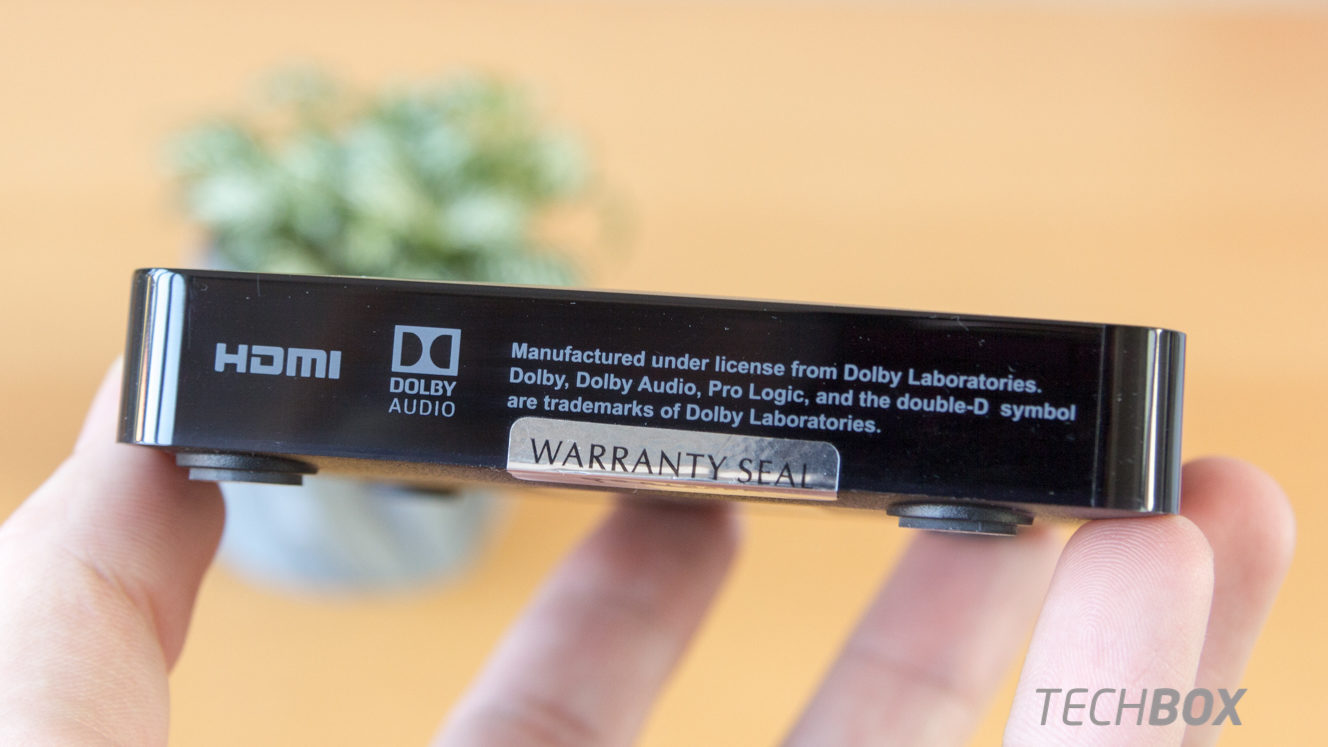 HDMI
DOLBY
AUDIO
Manufactured under license from Dolby Laboratories.
Dolby, Dolby Audio, Pro Logic, and the double-D symbol
are trademarks of Dolby Laboratories.
WARRANTY SEAL
TECHBOX